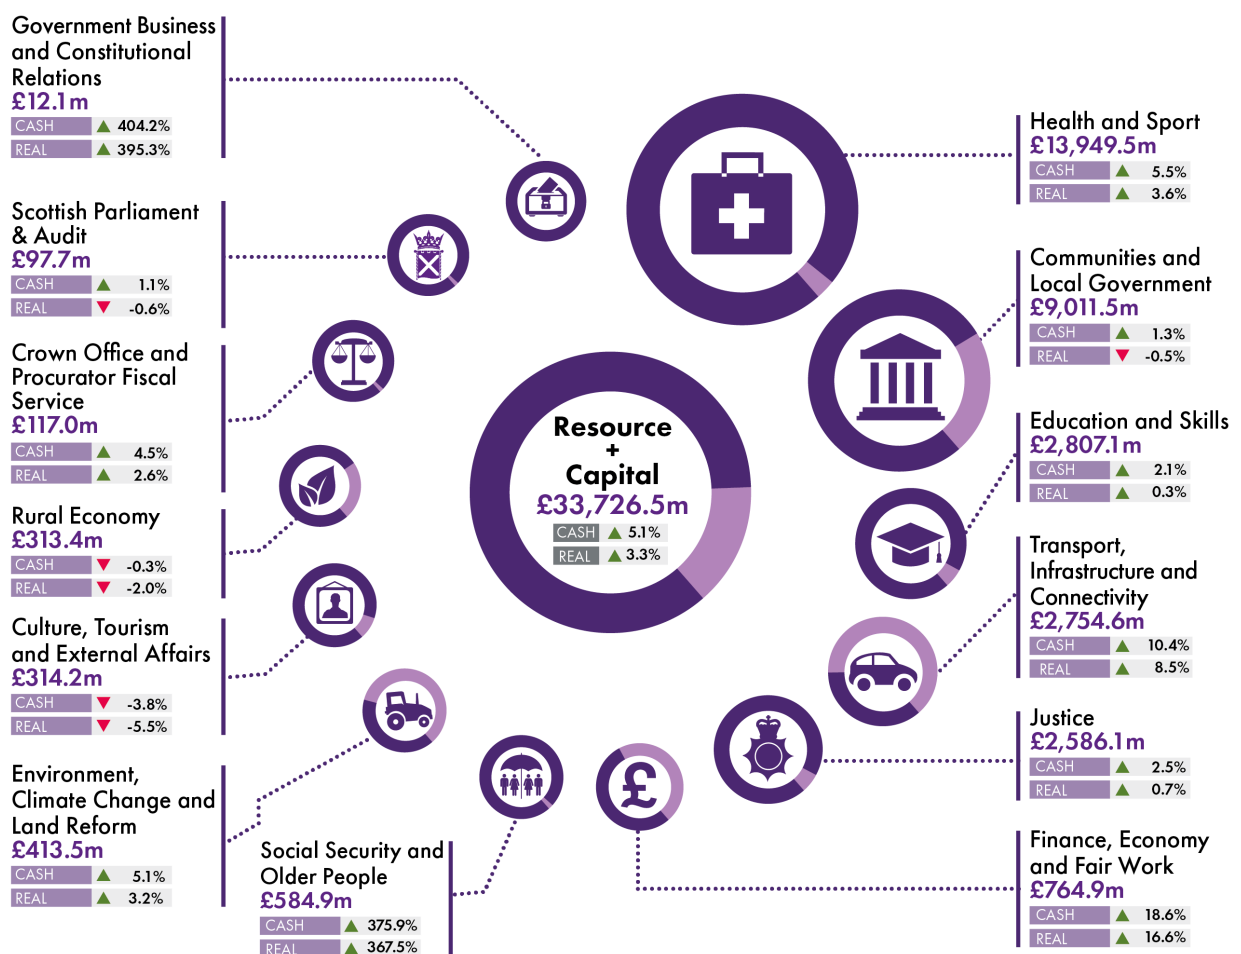 Government Business
and Constitutional
Relations
£12.1m
CASH 404.2%
REAL 395.3%
Scottish Parliament
& Audit
£97.7m
CASH 1.1%
REAL -0.6%
Crown Office and
Procurator Fiscal
Service
£117.0m
CASH 4.5%
REAL 2.6%
Rural Economy
£313.4m
CASH -0.3%
REAL -2.0%
Culture, Tourism
and External Affairs
£314.2m
CASH -3.8%
REAL -5.5%
Environment,
Climate Change and
Land Reform
£413.5m
CASH 5.1%
REAL 3.2%
Social Security and
Older People
£584.9m
CASH 375.9%
REAL 367.5%
Resource
+
Capital
£33,726.5m
CASH 5.1%
REAL 3.3%
£
Health and Sport
£13,949.5m
CASH 5.5%
REAL 3.6%
Communities and
Local Government
£9,011.5m
CASH 1.3%
REAL -0.5%
Education and Skills
£2,807.1m
CASH 2.1%
REAL 0.3%
Transport,
Infrastructure and
Connectivity
£2,754.6m
CASH 10.4%
REAL 8.5%
Justice
£2,586.1m
CASH 2.5%
REAL 0.7%
Finance, Economy
and Fair Work
£764.9m
CASH 18.6%
REAL 16.6%